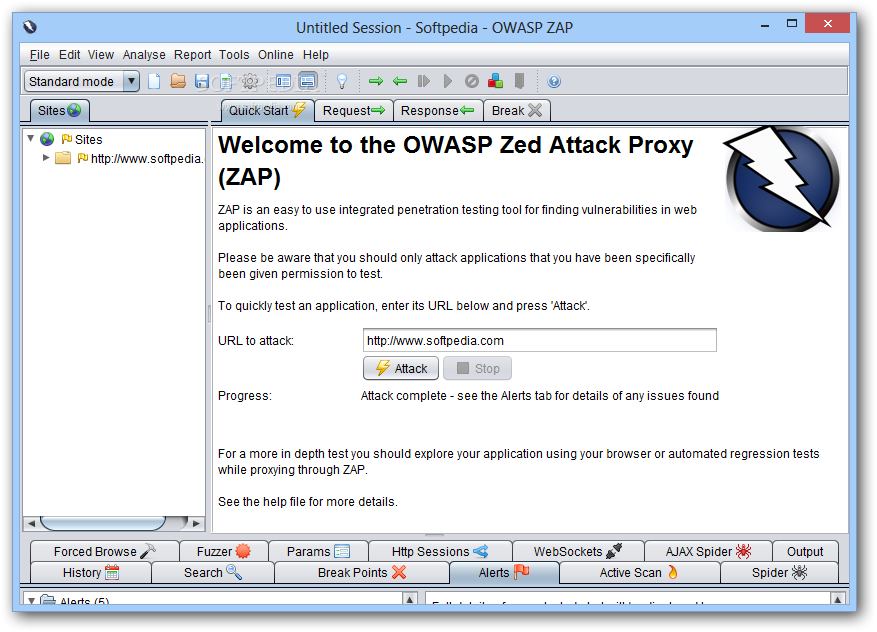 Untitled Session - Softpedia - OWASP ZAP
File Edit View Analyse Report Tools Online Help
Standard mode
Sites
Quick Start Request Response Break
Sites
http://www.softpedia.
Welcome to the OWASP Zed Attack Proxy
(ZAP)
ZAP is an easy to use integrated penetration testing tool for finding vulnerabilities in web
applications.
Please be aware that you should only attack applications that you have been specifically
been given permission to test.
To quickly test an application, enter its URL below and press 'Attack'.
URL to attack: http://www.softpedia.com
Attack Stop
Progress: Attack complete - see the Alerts tab for details of any issues found
For a more in depth test you should explore your application using your browser or automated regression tests
while proxying through ZAP.
See the help file for more details.
Forced Browse Fuzzer Params Http Sessions WebSockets AJAX Spider Output
History Search Break Points Alerts Active Scan Spider
Alerts (5)